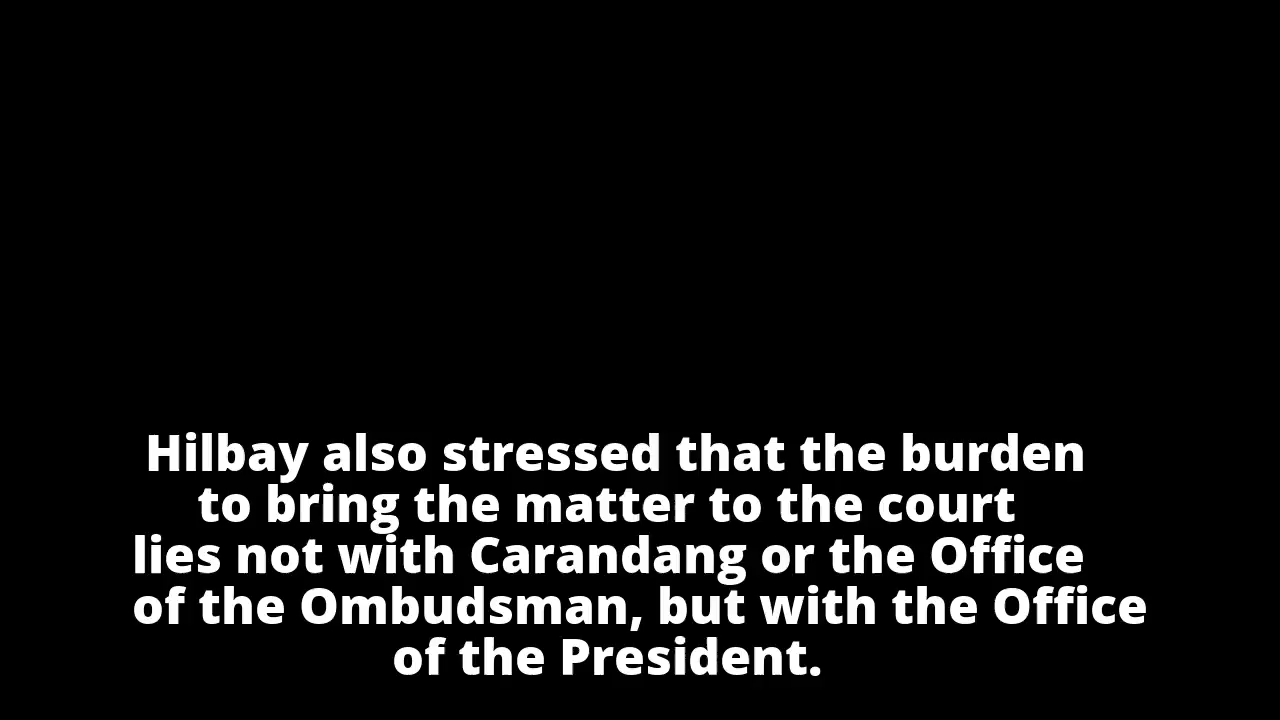 Hilbay also stressed that the burden
to bring the matter to the court
lies not with Carandang or the Office
of the Ombudsman, but with the Office
of the President.